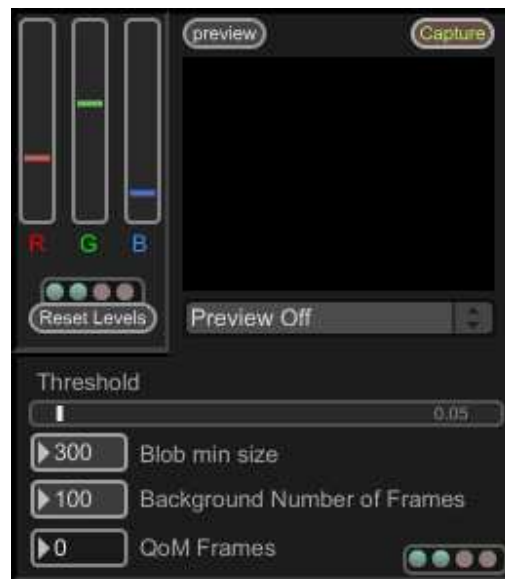 preview Capture
R G B
Reset Levels
Preview Off
Threshold
0.05
300 Blob min size
100 Background Number of Frames
0 QoM Frames